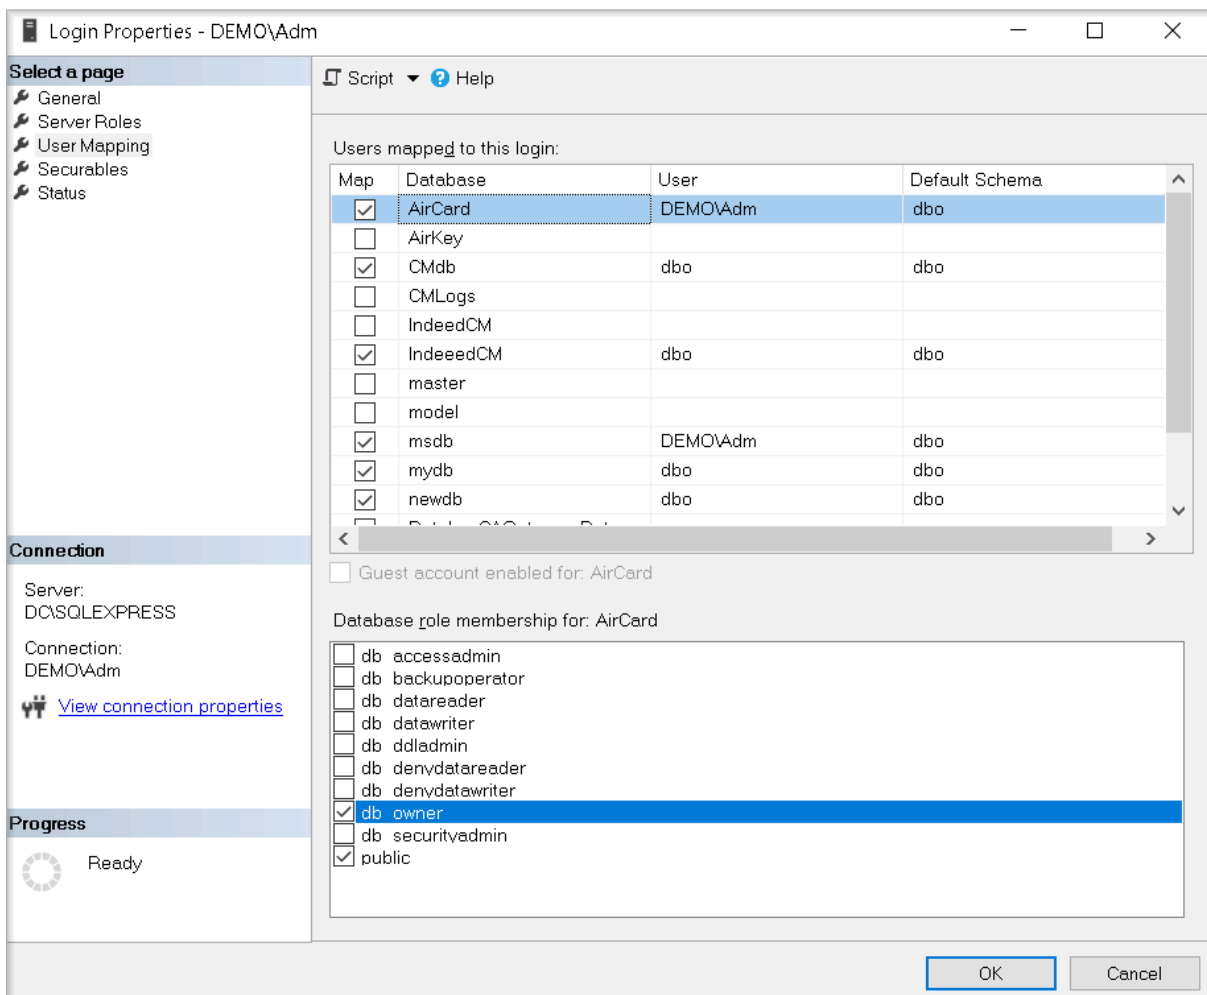 Login Properties - DEMO\Adm
Select a page
General
Server Roles
User Mapping
Securables
Status
Script Help
Users mapped to this login:
Map Database User Default Schema
AirCard DEMO\Adm dbo
AirKey
CMdb dbo dbo
CMLogs
IndeedCM
IndeeedCM dbo dbo
master
model
msdb DEMO\Adm dbo
mydb dbo dbo
newdb dbo dbo
Guest account enabled for: AirCard
Database role membership for: AirCard
db_accessadmin
db_backupoperator
db_datareader
db_datawriter
db_ddladmin
db_denydatareader
db_denydatawriter
db_owner
db_securityadmin
public
Connection
Server:
DC\SQLEXPRESS
Connection:
DEMO\Adm
View connection properties
Progress
Ready
OK Cancel